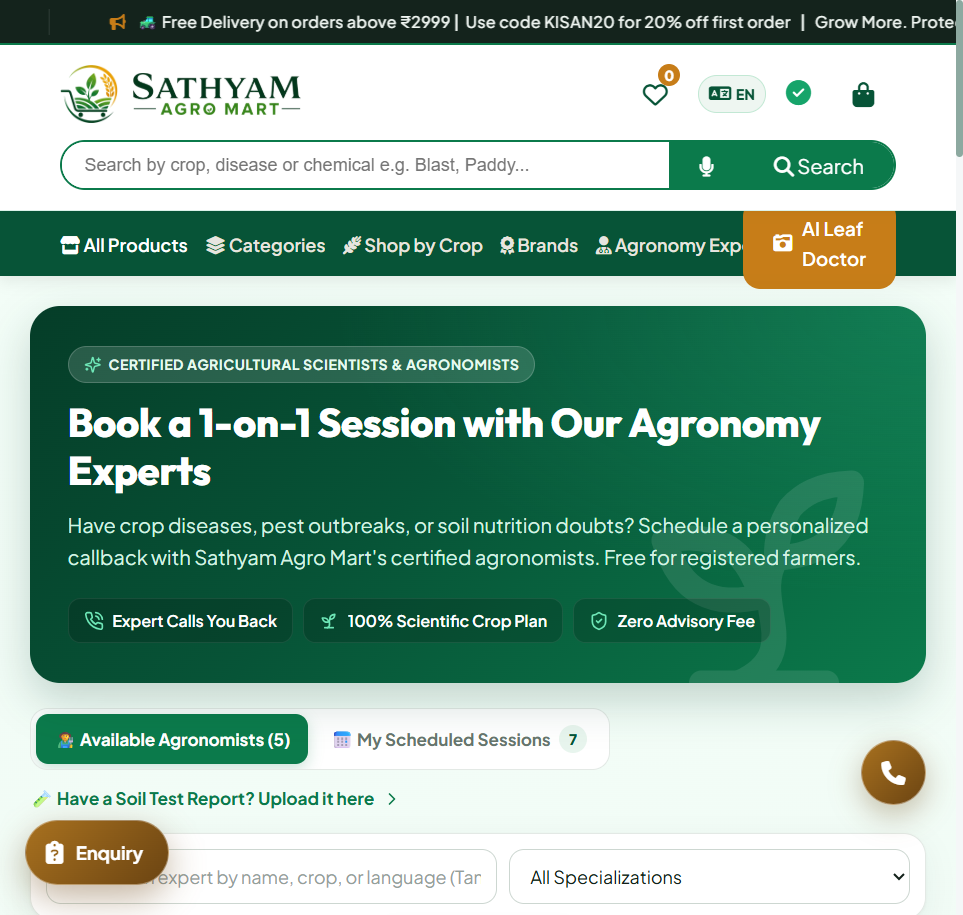 Free Delivery on orders above ₹2999 | Use code KISAN20 for 20% off first order | Grow More. Prote
SATHYAM
AGRO MART
0
EN
Search by crop, disease or chemical e.g. Blast, Paddy...
Search
All Products
Categories
Shop by Crop
Brands
Agronomy Exp
AI Leaf
Doctor
CERTIFIED AGRICULTURAL SCIENTISTS & AGRONOMISTS
Book a 1-on-1 Session with Our Agronomy
Experts
Have crop diseases, pest outbreaks, or soil nutrition doubts? Schedule a personalized
callback with Sathyam Agro Mart's certified agronomists. Free for registered farmers.
Expert Calls You Back
100% Scientific Crop Plan
Zero Advisory Fee
Available Agronomists (5)
My Scheduled Sessions 7
Have a Soil Test Report? Upload it here
Enquiry
expert by name, crop, or language (Tar
All Specializations